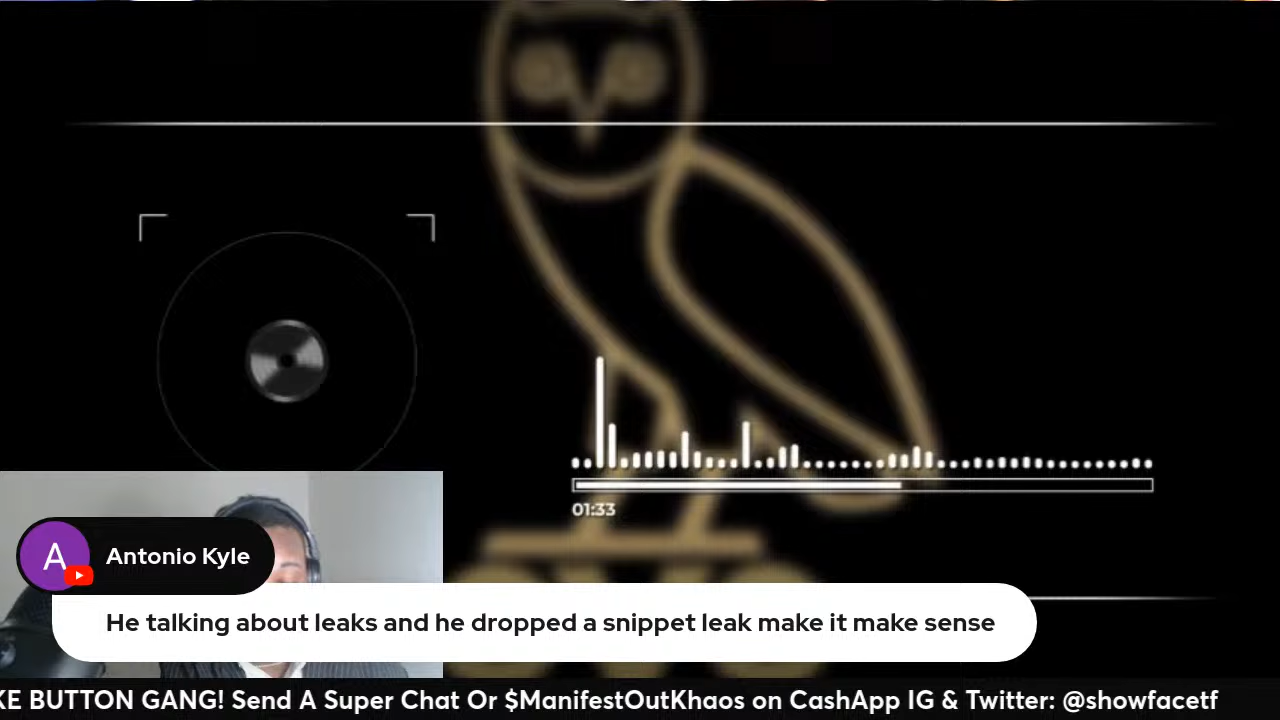 01:33
A
Antonio Kyle
He talking about leaks and he dropped a snippet leak make it make sense
KE BUTTON GANG! Send A Super Chat Or $ManifestOutKhaos on CashApp IG & Twitter: @showfacetf